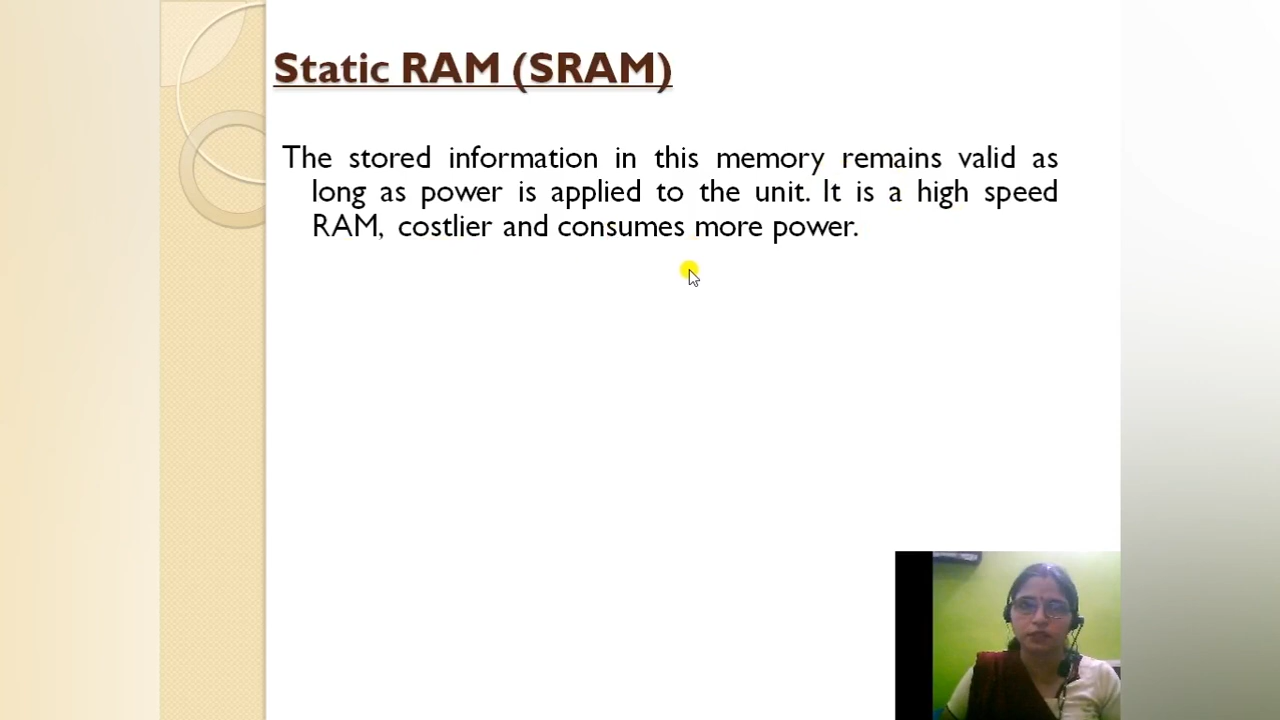 Static RAM (SRAM)
The stored information in this memory remains valid as
long as power is applied to the unit. It is a high speed
RAM, costlier and consumes more power.